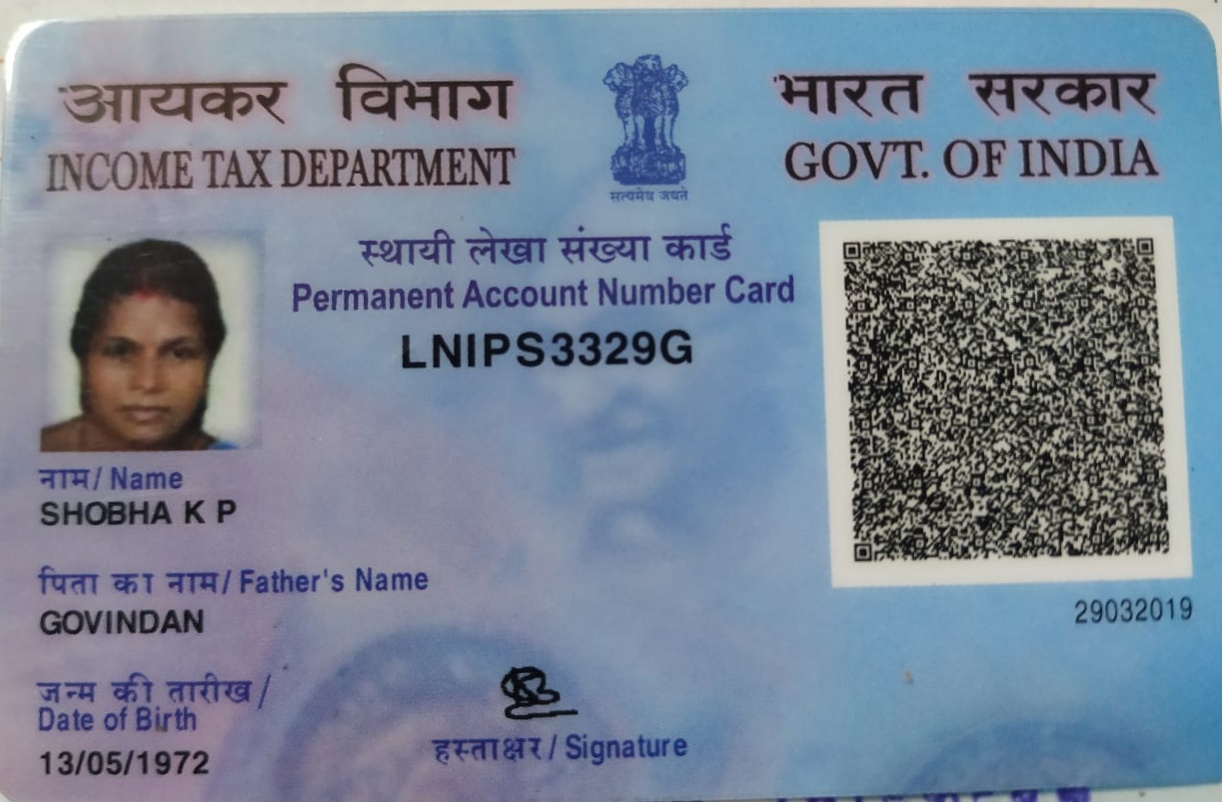 आयकर विभाग
INCOME TAX DEPARTMENT
सत्यमेव जयते
भारत सरकार
GOVT. OF INDIA
स्थायी लेखा संख्या कार्ड
Permanent Account Number Card
LNIPS3329G
नाम/ Name
SHOBHA K P
पिता का नाम/ Father's Name
GOVINDAN
29032019
जन्म की तारीख/
Date of Birth
13/05/1972
हस्ताक्षर/ Signature